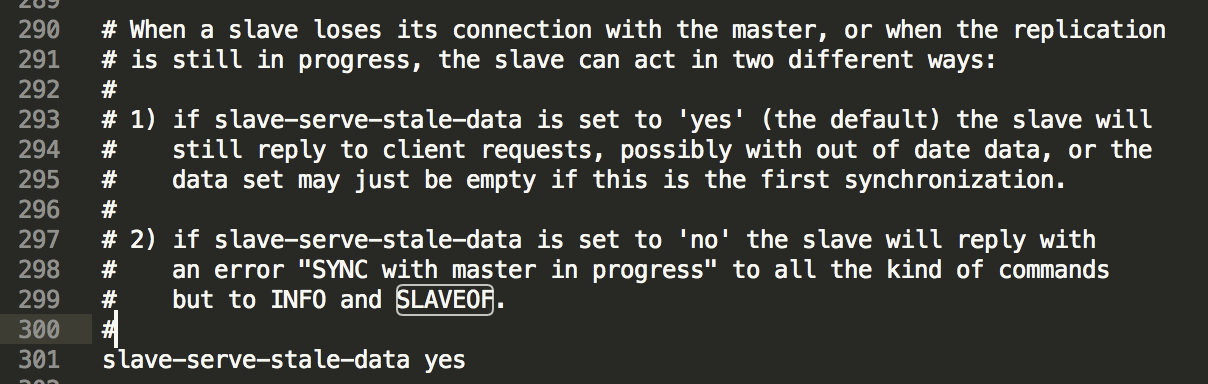 289
290 # When a slave loses its connection with the master, or when the replication
291 # is still in progress, the slave can act in two different ways:
292 #
293 # 1) if slave-serve-stale-data is set to 'yes' (the default) the slave will
294 #    still reply to client requests, possibly with out of date data, or the
295 #    data set may just be empty if this is the first synchronization.
296 #
297 # 2) if slave-serve-stale-data is set to 'no' the slave will reply with
298 #    an error "SYNC with master in progress" to all the kind of commands
299 #    but to INFO and SLAVEOF.
300 #
301 slave-serve-stale-data yes